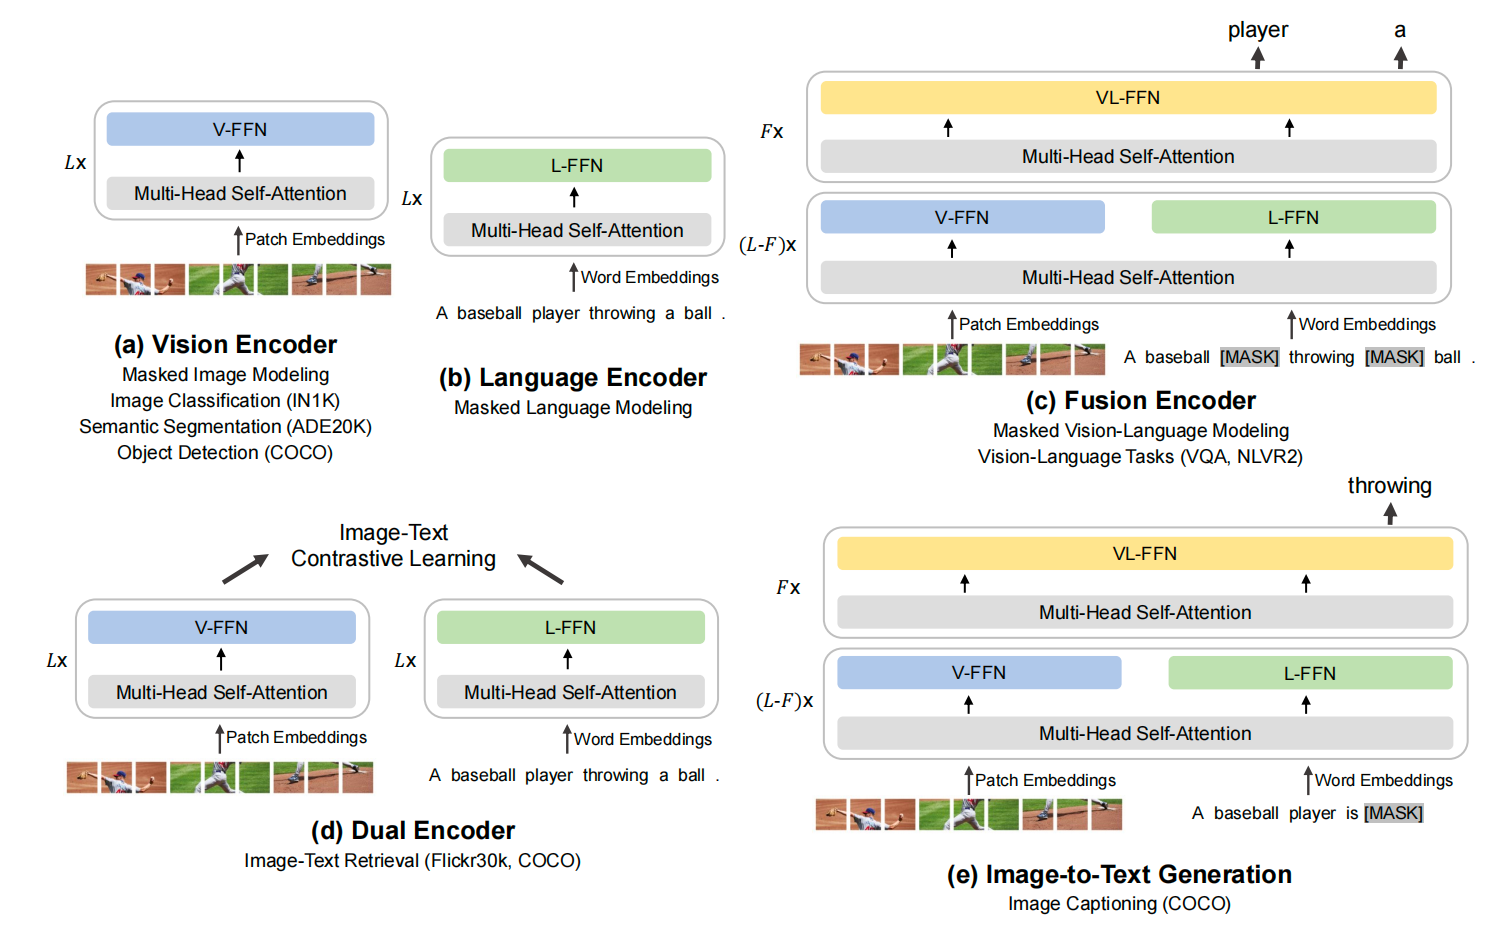 V-FFN
Lx
Multi-Head Self-Attention
Patch Embeddings
(a) Vision Encoder
Masked Image Modeling
Image Classification (IN1K)
Semantic Segmentation (ADE20K)
Object Detection (COCO)
L-FFN
Lx
Multi-Head Self-Attention
Word Embeddings
A baseball player throwing a ball .
(b) Language Encoder
Masked Language Modeling
player a
VL-FFN
Fx
Multi-Head Self-Attention
V-FFN L-FFN
(L-F)x
Multi-Head Self-Attention
Patch Embeddings Word Embeddings
A baseball [MASK] throwing [MASK] ball .
(c) Fusion Encoder
Masked Vision-Language Modeling
Vision-Language Tasks (VQA, NLVR2)
Image-Text
Contrastive Learning
V-FFN L-FFN
Lx Lx
Multi-Head Self-Attention Multi-Head Self-Attention
Patch Embeddings Word Embeddings
A baseball player throwing a ball .
(d) Dual Encoder
Image-Text Retrieval (Flickr30k, COCO)
throwing
VL-FFN
Fx
Multi-Head Self-Attention
V-FFN L-FFN
(L-F)x
Multi-Head Self-Attention
Patch Embeddings Word Embeddings
A baseball player is [MASK]
(e) Image-to-Text Generation
Image Captioning (COCO)